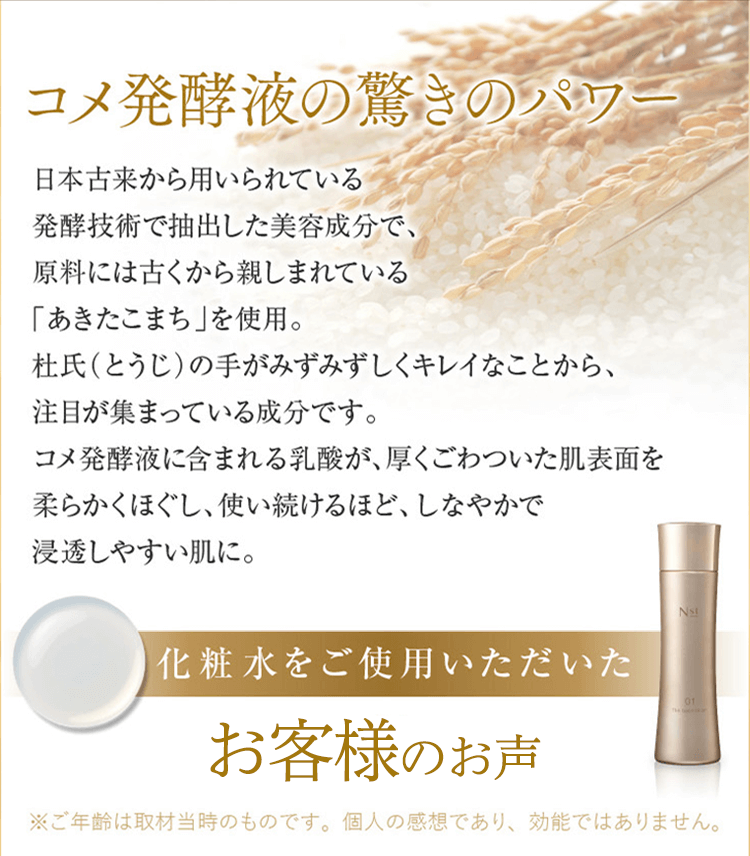 コメ発酵液の驚きのパワー
日本古来から用いられている
発酵技術で抽出した美容成分で、
原料には古くから親しまれている
「あきたこまち」を使用。
杜氏（とうじ）の手がみずみずしくキレイなことから、
注目が集まっている成分です。
コメ発酵液に含まれる乳酸が、厚くごわついた肌表面を
柔らかくほぐし、使い続けるほど、しなやかで
浸透しやすい肌に。
化粧水をご使用いただいた
お客様のお声
01
※ご年齢は取材当時のものです。個人の感想であり、効能ではありません。